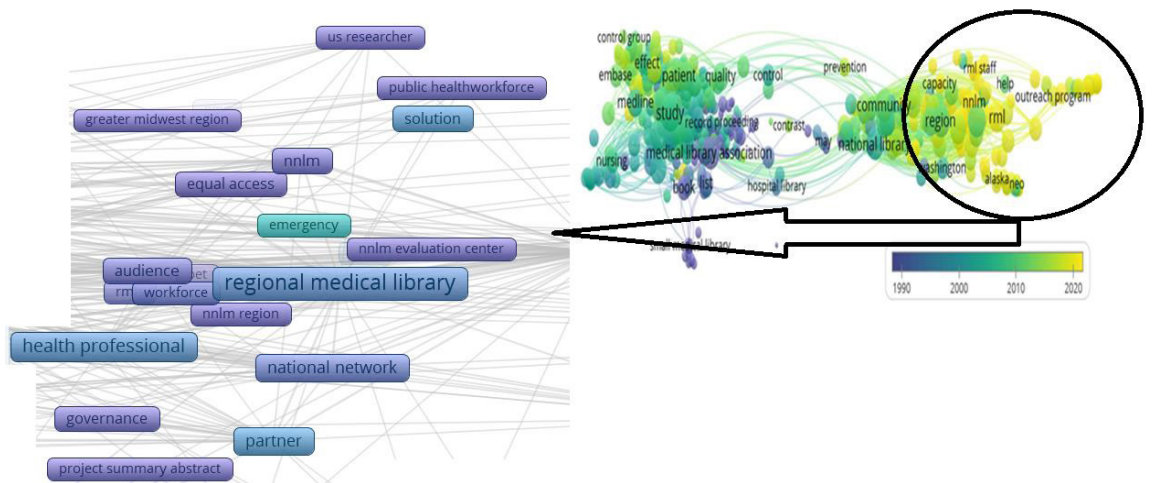 us researcher
public healthworkforce
greater midwest region
solution
nnlm
equal access
emergency
nnlm evaluation center
audience
regional medical library
workforce
nnlm region
health professional
national network
governance
partner
project summary abstract
control group
effect
embase
patient
quality
control
prevention
medline
study
record
proceeding
contrast
community
may
national library
medical library association
nursing
book
list
hospital library
small medical library
rml staff
capacity
help
nnlm
outreach program
region
rml
washington
alaska
neo
1990 2000 2010 2020